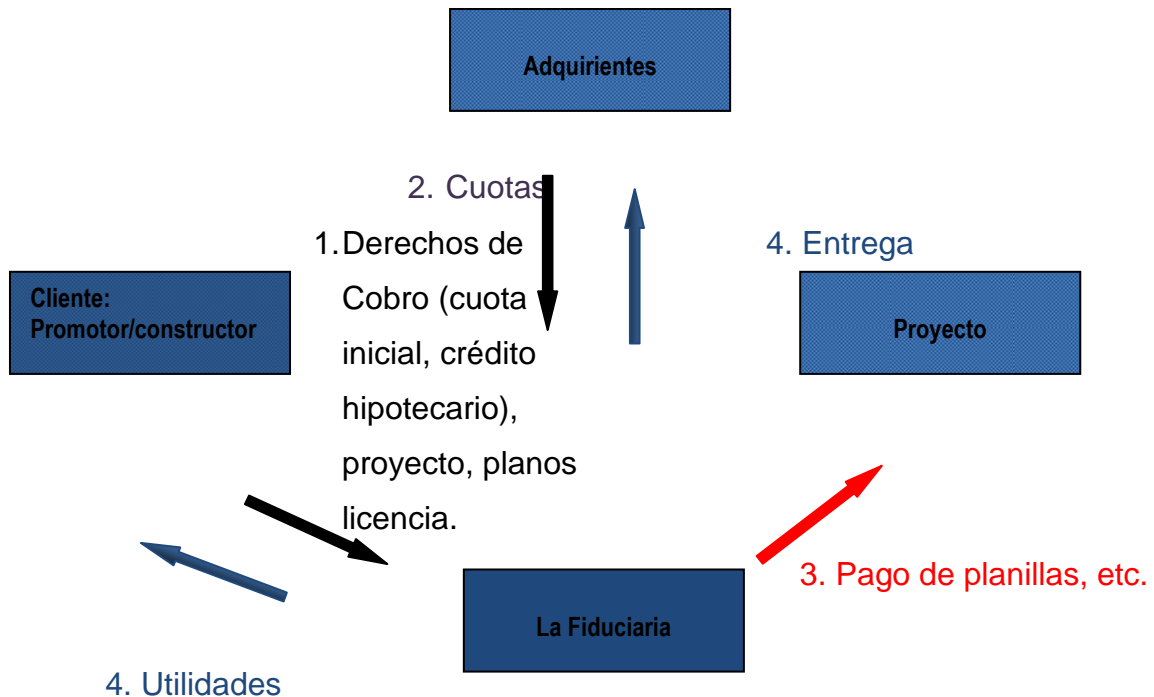 Adquirientes
2. Cuotas
1.Derechos de
Cobro (cuota
inicial, crédito
hipotecario),
proyecto, planos
licencia.
4. Entrega
Cliente:
Promotor/constructor
Proyecto
3. Pago de planillas, etc.
La Fiduciaria
4. Utilidades